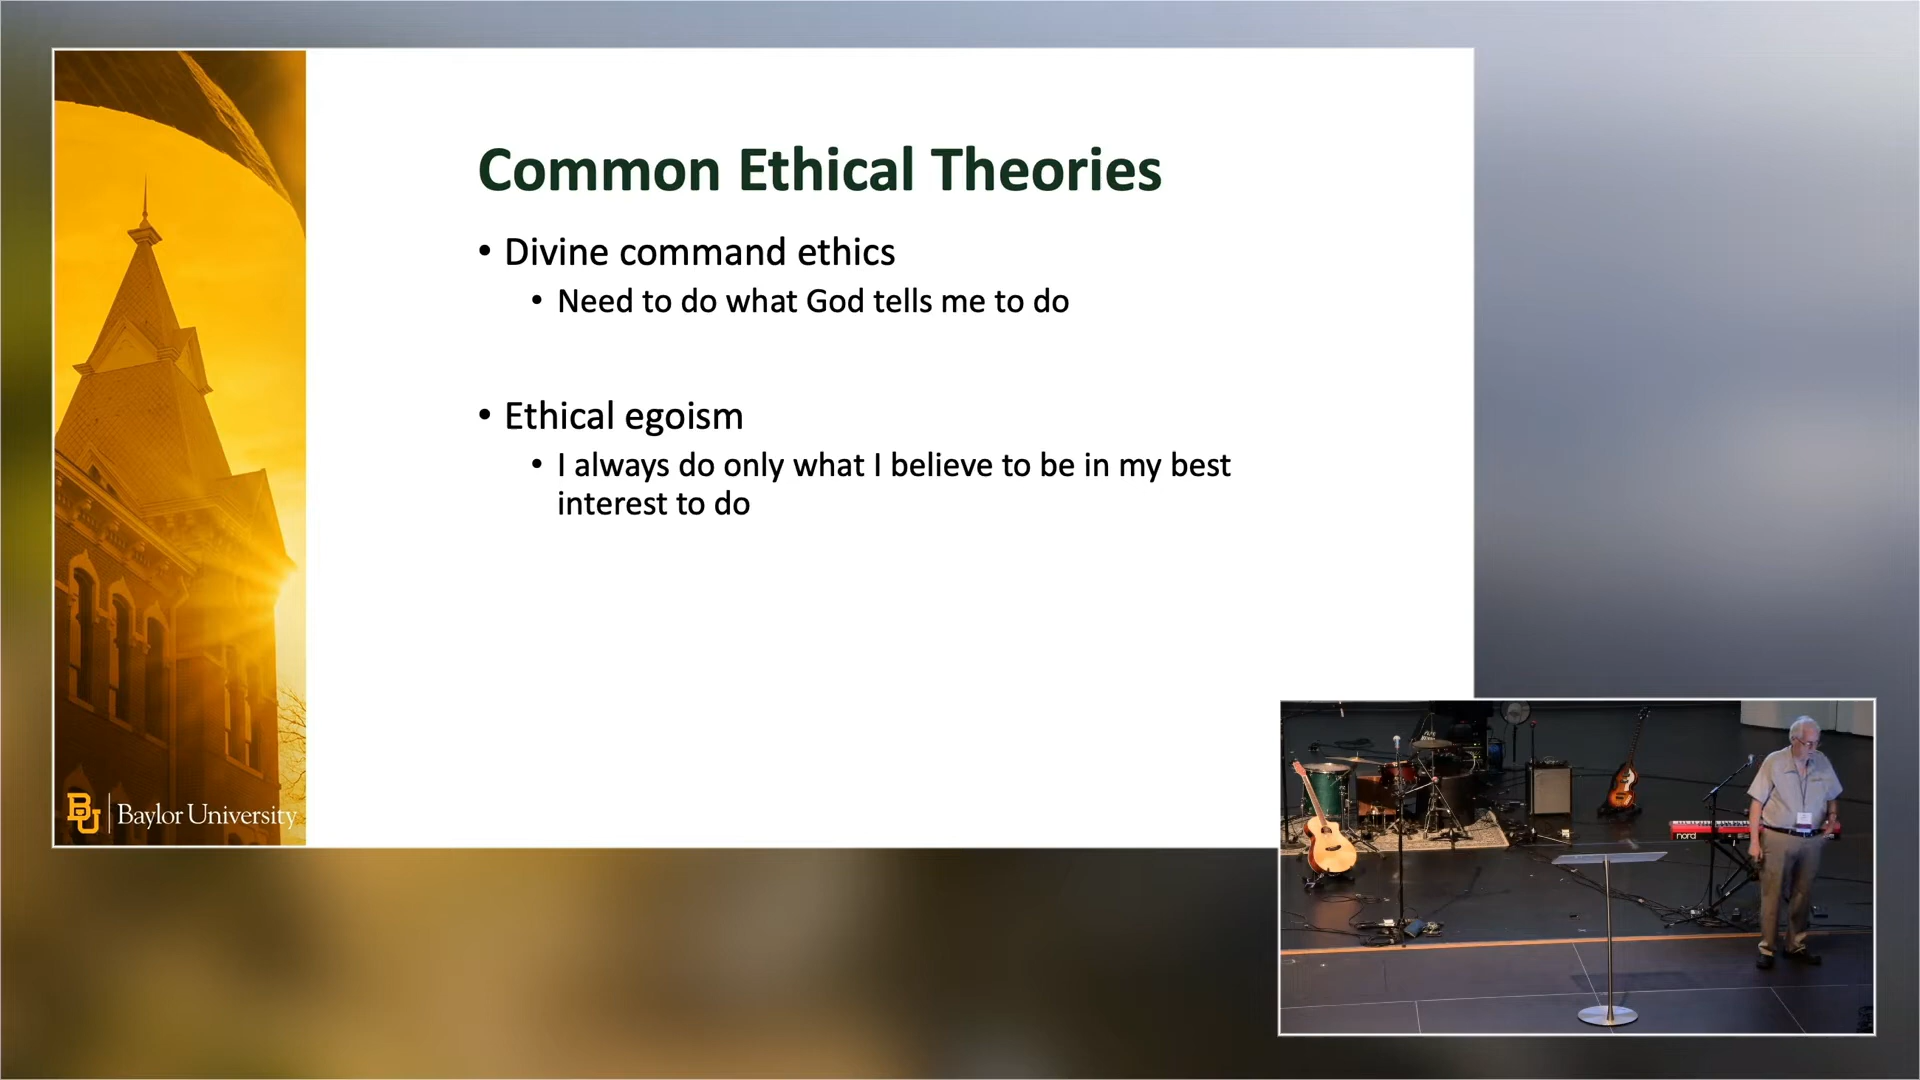 Common Ethical Theories
• Divine command ethics
• Need to do what God tells me to do
• Ethical egoism
• I always do only what I believe to be in my best
interest to do
BU | Baylor University
nord